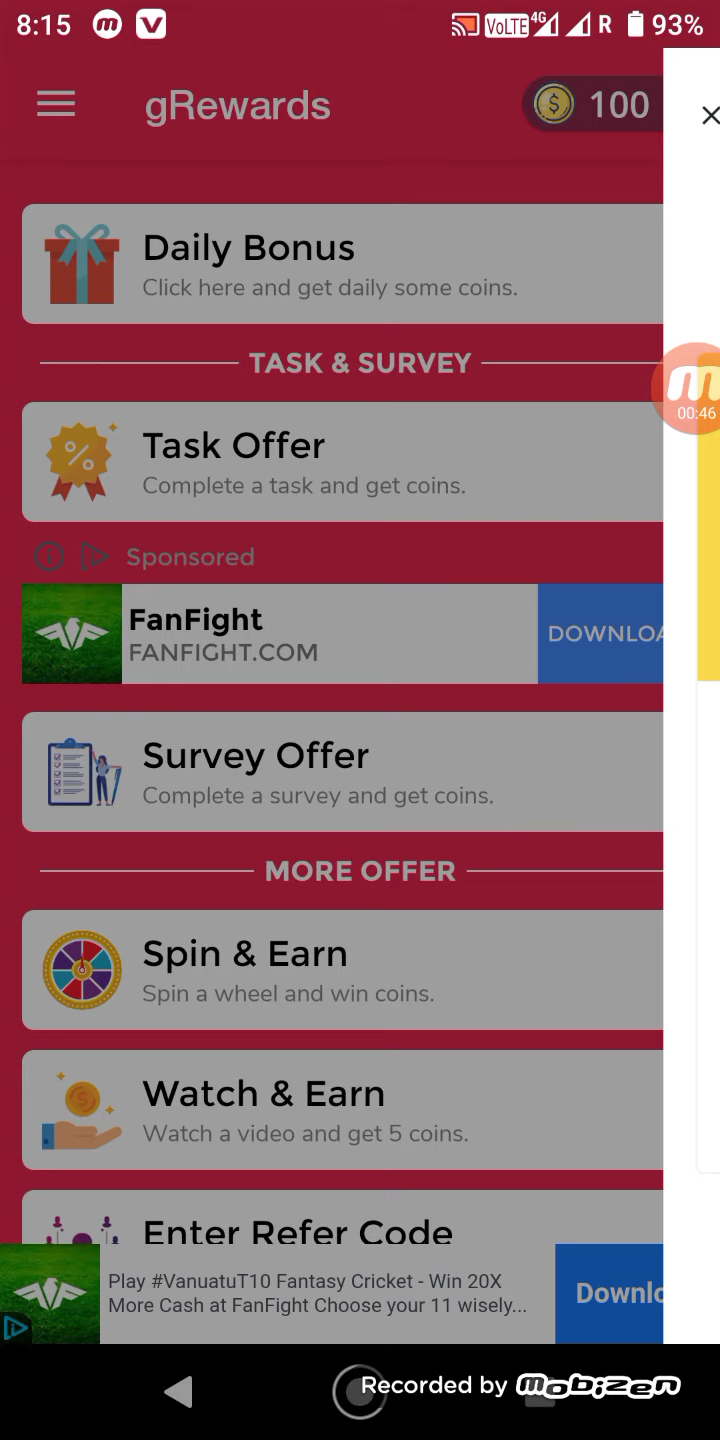 8:15 m V VoLTE 4G R 93%
gRewards 100
Daily Bonus
Click here and get daily some coins.
TASK & SURVEY
00:46
Task Offer
Complete a task and get coins.
Sponsored
FanFight
FANFIGHT.COM
DOWNLOA
Survey Offer
Complete a survey and get coins.
MORE OFFER
Spin & Earn
Spin a wheel and win coins.
Watch & Earn
Watch a video and get 5 coins.
Enter Refer Code
Play #VanuatuT10 Fantasy Cricket - Win 20X
More Cash at FanFight Choose your 11 wisely...
Downlo
Recorded by mobizen